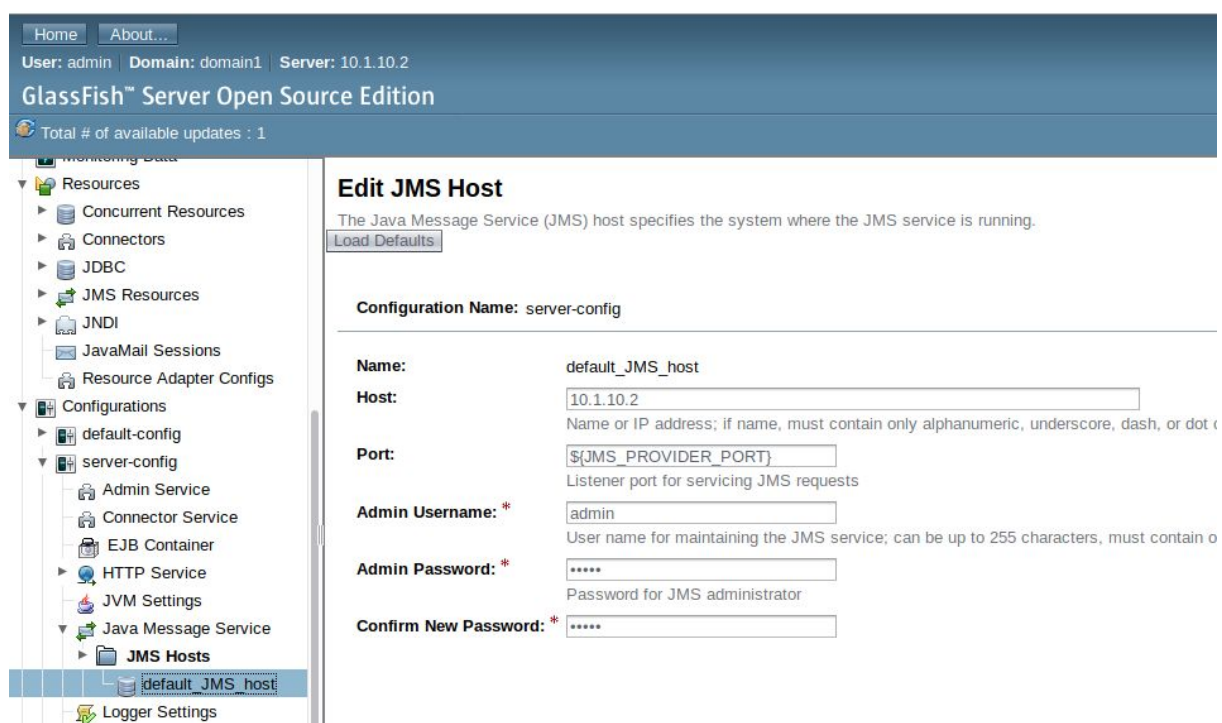 Home About...
User: admin Domain: domain1 Server: 10.1.10.2
GlassFish™ Server Open Source Edition
Total # of available updates : 1
Monitoring Data
Resources
Concurrent Resources
Connectors
JDBC
JMS Resources
JNDI
JavaMail Sessions
Resource Adapter Configs
Configurations
default-config
server-config
Admin Service
Connector Service
EJB Container
HTTP Service
JVM Settings
Java Message Service
JMS Hosts
default_JMS_host
Logger Settings
Edit JMS Host
The Java Message Service (JMS) host specifies the system where the JMS service is running.
Load Defaults
Configuration Name: server-config
Name: default_JMS_host
Host: 10.1.10.2
Name or IP address; if name, must contain only alphanumeric, underscore, dash, or dot
Port: ${JMS_PROVIDER_PORT}
Listener port for servicing JMS requests
Admin Username: * admin
User name for maintaining the JMS service; can be up to 255 characters, must contain
Admin Password: * •••••
Password for JMS administrator
Confirm New Password: * •••••